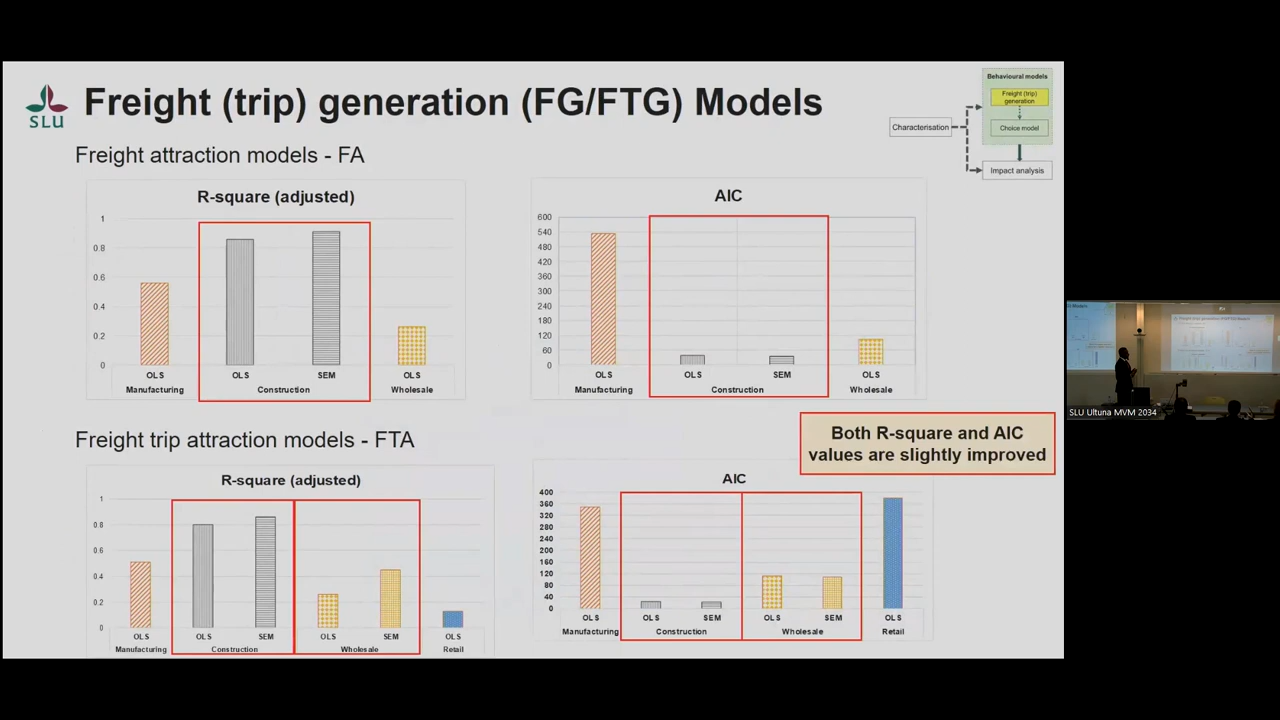 SLU
Freight (trip) generation (FG/FTG) Models
Behavioural models
Freight (trip)
generation
Characterisation
Choice model
Impact analysis
Freight attraction models - FA
R-square (adjusted)
1
0.8
0.6
0.4
0.2
0
OLS
OLS
SEM
OLS
Manufacturing
Construction
Wholesale
AIC
600
540
480
420
360
300
240
180
120
60
0
OLS
OLS
SEM
OLS
Manufacturing
Construction
Wholesale
Both R-square and AIC
values are slightly improved
Freight trip attraction models - FTA
R-square (adjusted)
1
0.8
0.6
0.4
0.2
0
OLS
OLS
SEM
OLS
SEM
OLS
Manufacturing
Construction
Wholesale
Retail
AIC
400
360
320
280
240
200
160
120
80
40
0
OLS
OLS
SEM
OLS
SEM
OLS
Manufacturing
Construction
Wholesale
Retail
SLU Ultuna MVM 2034